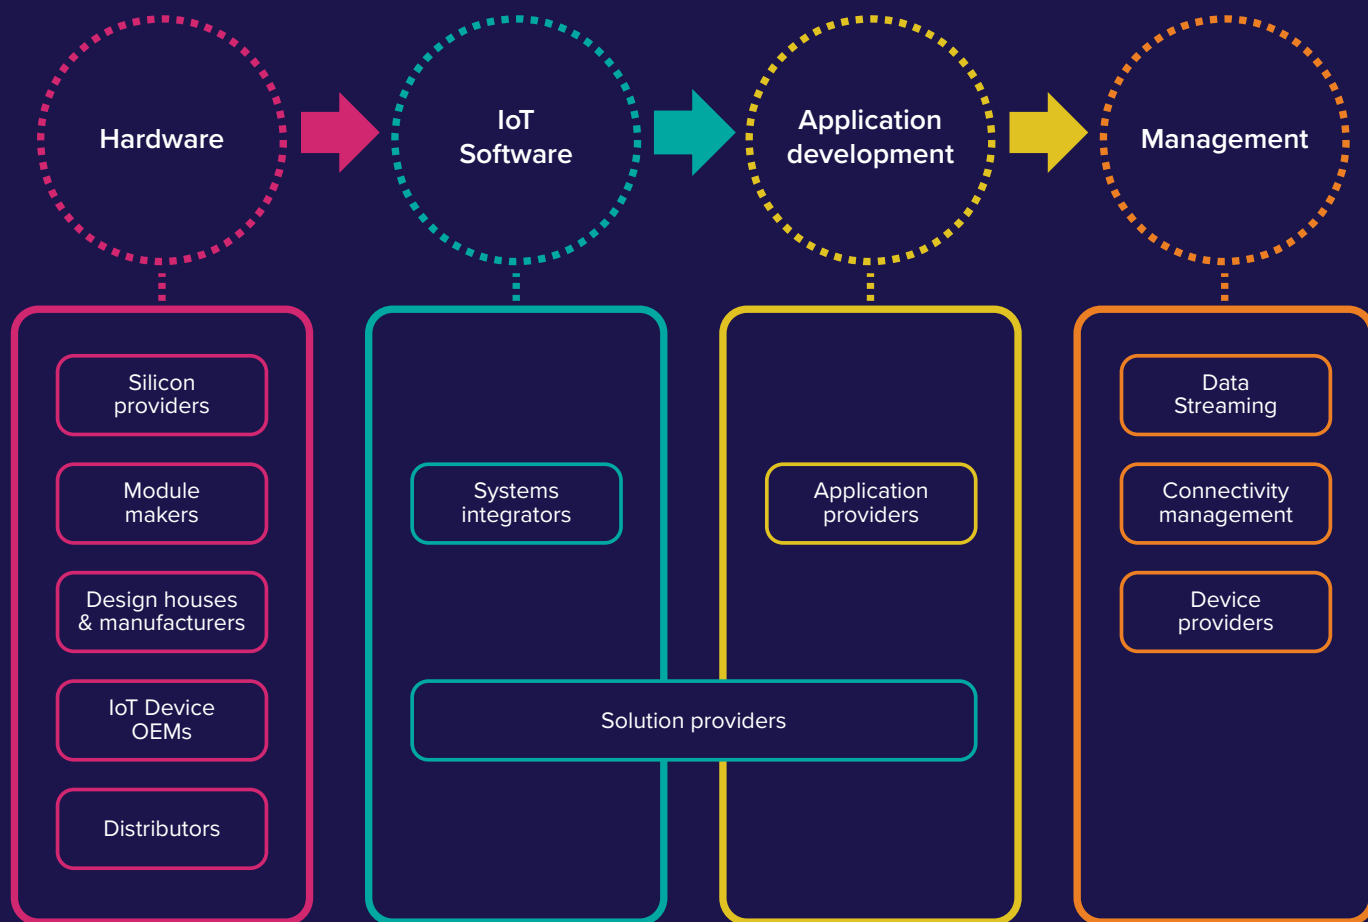 Hardware
IoT
Software
Application
development
Management
Silicon
providers
Module
makers
Design houses
& manufacturers
IoT Device
OEMs
Distributors
Systems
integrators
Solution providers
Application
providers
Data
Streaming
Connectivity
management
Device
providers